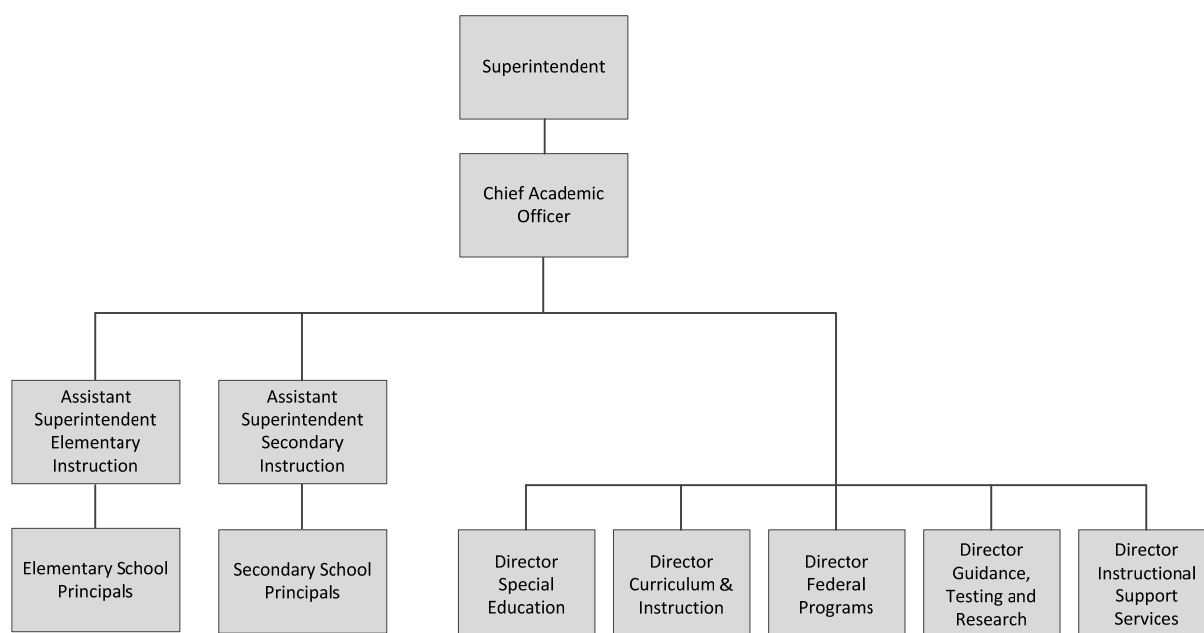 Superintendent
Chief Academic
Officer
Assistant
Superintendent
Elementary
Instruction
Assistant
Superintendent
Secondary
Instruction
Elementary School
Principals
Secondary School
Principals
Director
Special
Education
Director
Curriculum &
Instruction
Director
Federal
Programs
Director
Guidance,
Testing and
Research
Director
Instructional
Support
Services